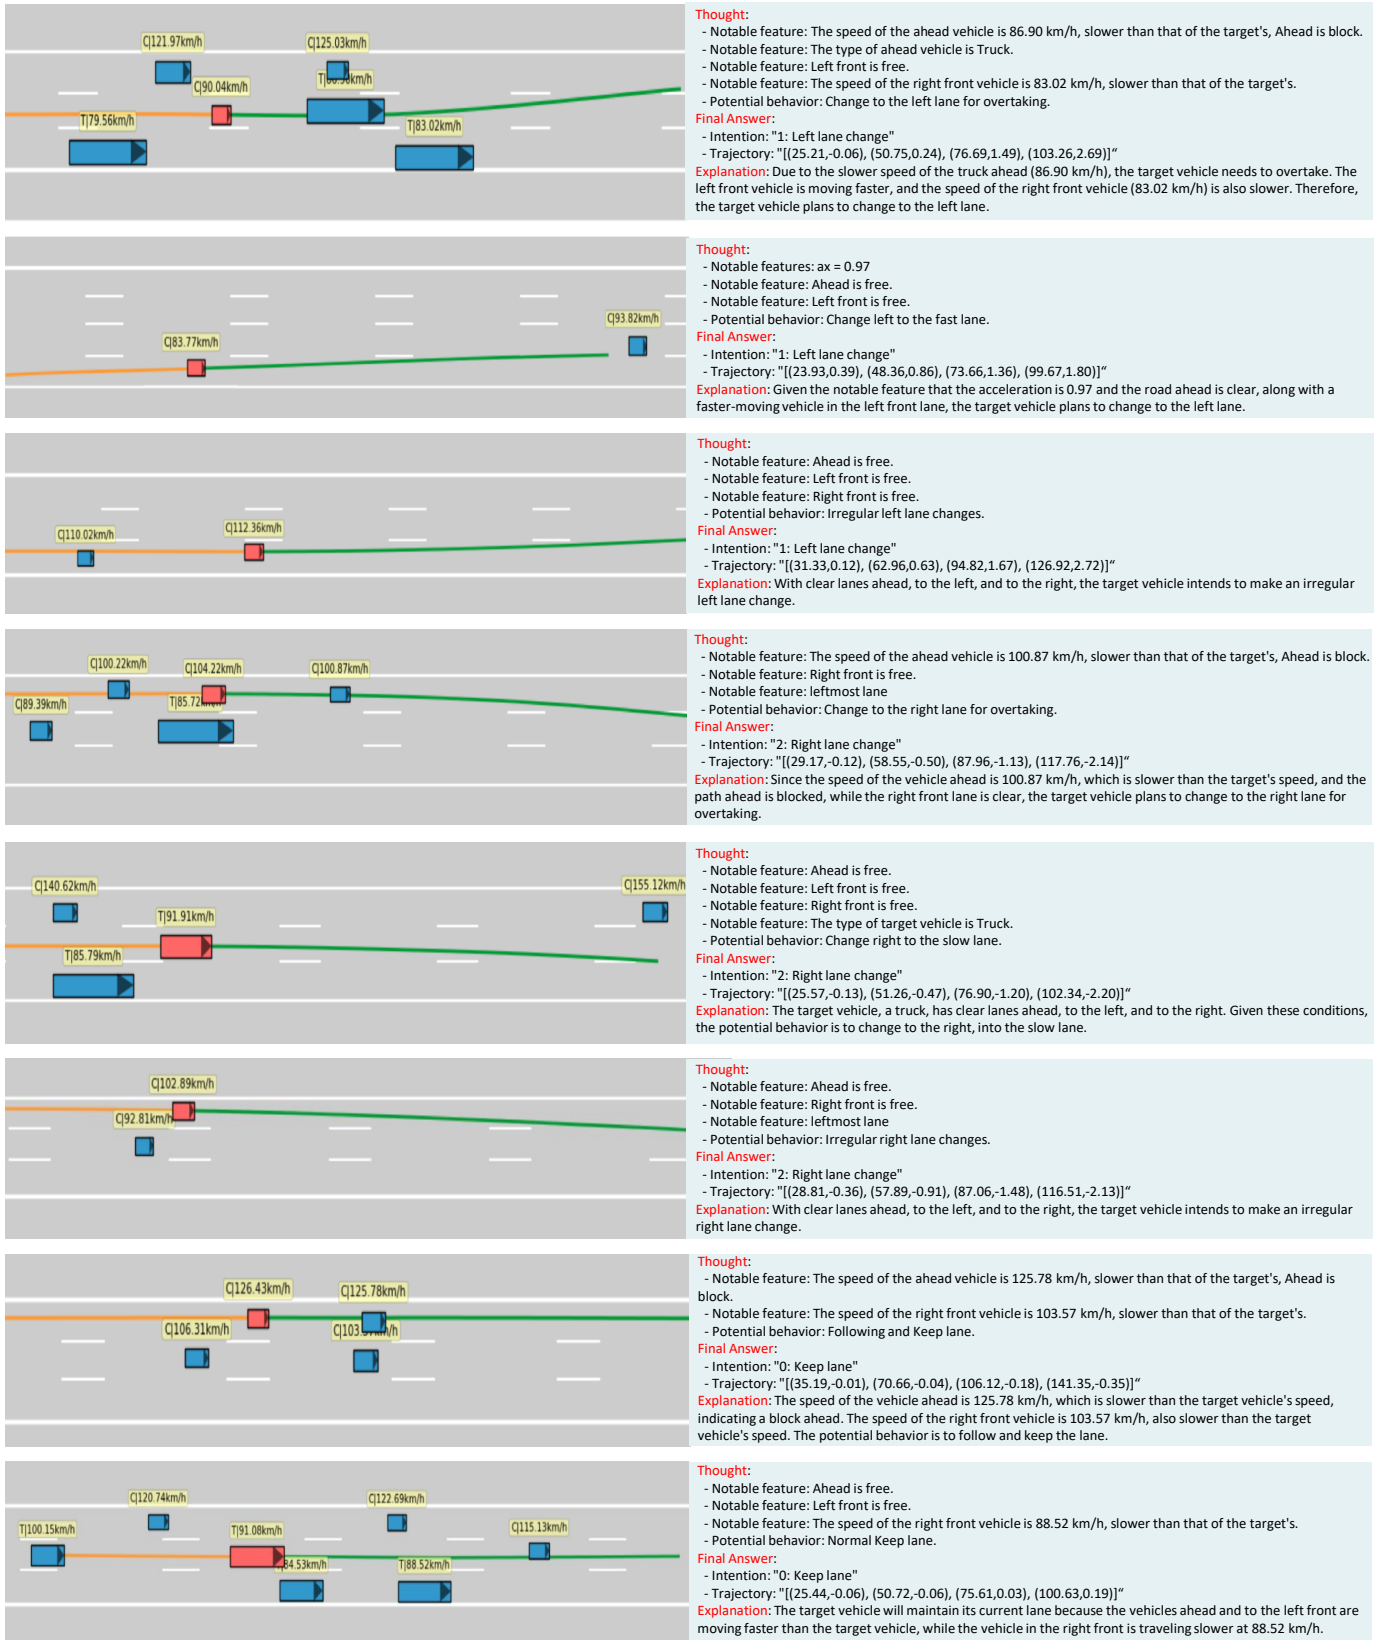 C|121.97km/h
C|125.03km/h
C|90.04km/h
T|79.56km/h
T|83.02km/h
Thought:
- Notable feature: The speed of the ahead vehicle is 86.90 km/h, slower than that of the target's, Ahead is block.
- Notable feature: The type of ahead vehicle is Truck.
- Notable feature: Left front is free.
- Notable feature: The speed of the right front vehicle is 83.02 km/h, slower than that of the target's.
- Potential behavior: Change to the left lane for overtaking.
Final Answer:
- Intention: "1: Left lane change"
- Trajectory: "[(25.21,-0.06), (50.75,0.24), (76.69,1.49), (103.26,2.69)]“
Explanation: Due to the slower speed of the truck ahead (86.90 km/h), the target vehicle needs to overtake. The
left front vehicle is moving faster, and the speed of the right front vehicle (83.02 km/h) is also slower. Therefore,
the target vehicle plans to change to the left lane.
C|93.82km/h
C|83.77km/h
Thought:
- Notable features: ax = 0.97
- Notable feature: Ahead is free.
- Notable feature: Left front is free.
- Potential behavior: Change left to the fast lane.
Final Answer:
- Intention: "1: Left lane change"
- Trajectory: "[(23.93,0.39), (48.36,0.86), (73.66,1.36), (99.67,1.80)]“
Explanation: Given the notable feature that the acceleration is 0.97 and the road ahead is clear, along with a
faster-moving vehicle in the left front lane, the target vehicle plans to change to the left lane.
C|110.02km/h
C|112.36km/h
Thought:
- Notable feature: Ahead is free.
- Notable feature: Left front is free.
- Notable feature: Right front is free.
- Potential behavior: Irregular left lane changes.
Final Answer:
- Intention: "1: Left lane change"
- Trajectory: "[(31.33,0.12), (62.96,0.63), (94.82,1.67), (126.92,2.72)]“
Explanation: With clear lanes ahead, to the left, and to the right, the target vehicle intends to make an irregular
left lane change.
C|100.22km/h
C|104.22km/h
C|100.87km/h
C|89.39km/h
Thought:
- Notable feature: The speed of the ahead vehicle is 100.87 km/h, slower than that of the target's, Ahead is block.
- Notable feature: Right front is free.
- Notable feature: leftmost lane
- Potential behavior: Change to the right lane for overtaking.
Final Answer:
- Intention: "2: Right lane change"
- Trajectory: "[(29.17,-0.12), (58.55,-0.50), (87.96,-1.13), (117.76,-2.14)]“
Explanation: Since the speed of the vehicle ahead is 100.87 km/h, which is slower than the target's speed, and the
path ahead is blocked, while the right front lane is clear, the target vehicle plans to change to the right lane for
overtaking.
C|140.62km/h
C|155.12km/h
T|91.91km/h
T|85.79km/h
Thought:
- Notable feature: Ahead is free.
- Notable feature: Left front is free.
- Notable feature: Right front is free.
- Notable feature: The type of target vehicle is Truck.
- Potential behavior: Change right to the slow lane.
Final Answer:
- Intention: "2: Right lane change"
- Trajectory: "[(25.57,-0.13), (51.26,-0.47), (76.90,-1.20), (102.34,-2.20)]“
Explanation: The target vehicle, a truck, has clear lanes ahead, to the left, and to the right. Given these conditions,
the potential behavior is to change to the right, into the slow lane.
C|102.89km/h
C|92.81km/h
Thought:
- Notable feature: Ahead is free.
- Notable feature: Right front is free.
- Notable feature: leftmost lane
- Potential behavior: Irregular right lane changes.
Final Answer:
- Intention: "2: Right lane change"
- Trajectory: "[(28.81,-0.36), (57.89,-0.91), (87.06,-1.48), (116.51,-2.13)]“
Explanation: With clear lanes ahead, to the left, and to the right, the target vehicle intends to make an irregular
right lane change.
C|126.43km/h
C|125.78km/h
C|106.31km/h
Thought:
- Notable feature: The speed of the ahead vehicle is 125.78 km/h, slower than that of the target's, Ahead is
block.
- Notable feature: The speed of the right front vehicle is 103.57 km/h, slower than that of the target's.
- Potential behavior: Following and Keep lane.
Final Answer:
- Intention: "0: Keep lane"
- Trajectory: "[(35.19,-0.01), (70.66,-0.04), (106.12,-0.18), (141.35,-0.35)]“
Explanation: The speed of the vehicle ahead is 125.78 km/h, which is slower than the target vehicle's speed,
indicating a block ahead. The speed of the right front vehicle is 103.57 km/h, also slower than the target
vehicle's speed. The potential behavior is to follow and keep the lane.
C|120.74km/h
C|122.69km/h
T|100.15km/h
T|91.08km/h
C|115.13km/h
T|88.52km/h
Thought:
- Notable feature: Ahead is free.
- Notable feature: Left front is free.
- Notable feature: The speed of the right front vehicle is 88.52 km/h, slower than that of the target's.
- Potential behavior: Normal Keep lane.
Final Answer:
- Intention: "0: Keep lane"
- Trajectory: "[(25.44,-0.06), (50.72,-0.06), (75.61,0.03), (100.63,0.19)]“
Explanation: The target vehicle will maintain its current lane because the vehicles ahead and to the left front are
moving faster than the target vehicle, while the vehicle in the right front is traveling slower at 88.52 km/h.